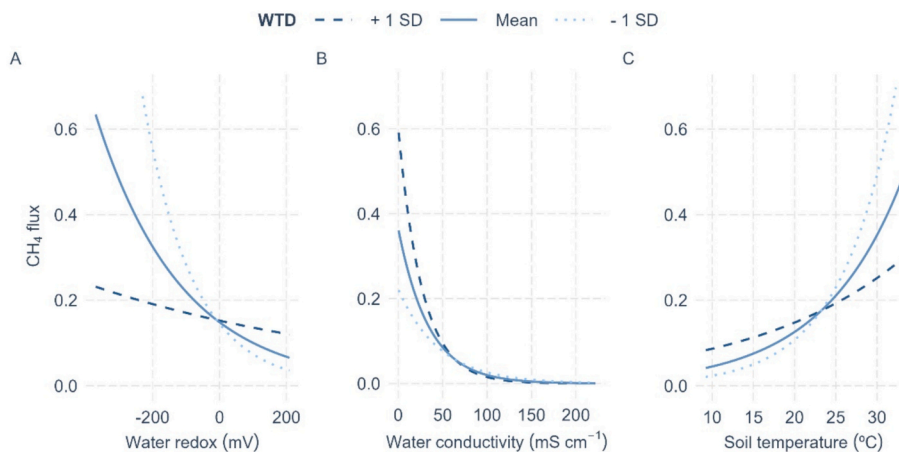 WTD + 1 SD Mean - 1 SD
A B C
CH₄ flux
0.6
0.4
0.2
0.0
-200 0 200
Water redox (mV)
0.6
0.4
0.2
0.0
0 50 100 150 200
Water conductivity (mS cm⁻¹)
0.6
0.4
0.2
0.0
10 15 20 25 30
Soil temperature (ºC)